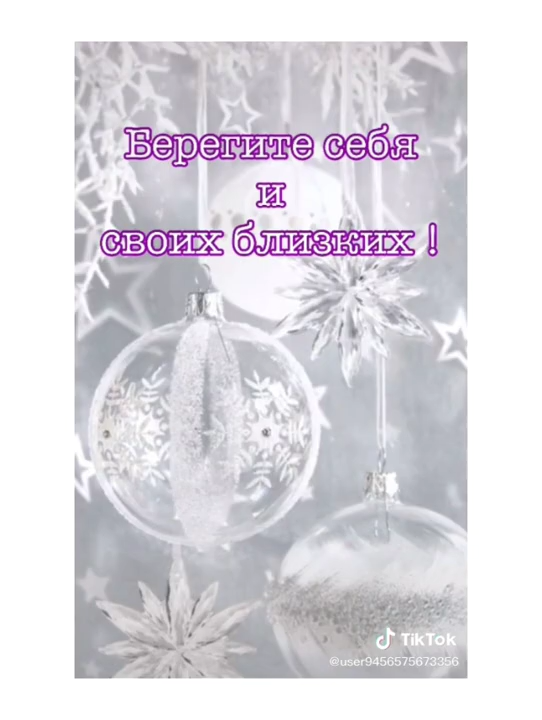 Берегите себя
и
своих близких !
TikTok
@user9456575673356